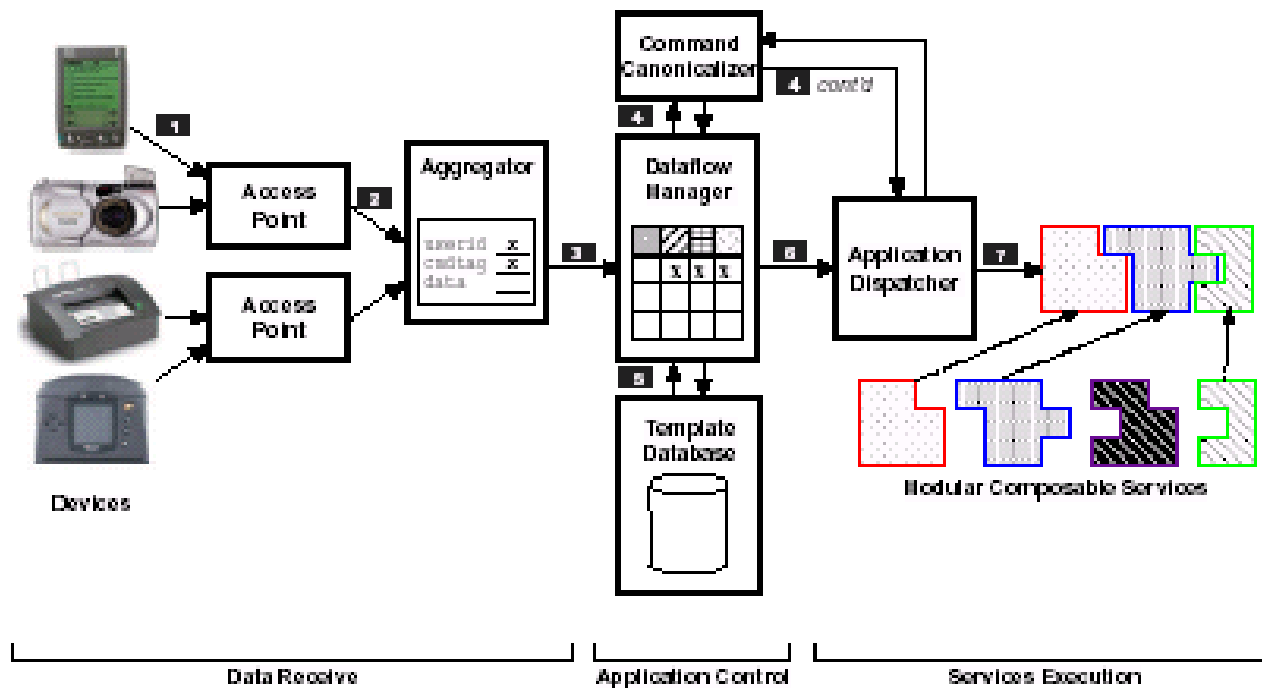 Command
Canonicalizer
4 cont'd
1
4
Aggregator
Dataflow
Manager
Access
Point
2
userid x
cmdtag x
data
3
x x x
6
Application
Dispatcher
7
Access
Point
5
Template
Database
Devices
Modular Composable Services
Data Receive
Application Control
Services Execution